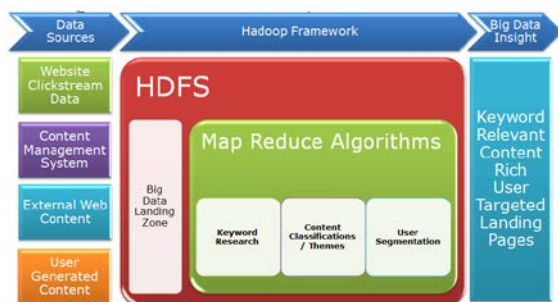 Data
Sources
Hadoop Framework
Big Data
Insight
Website
Clickstream
Data
Content
Management
System
External Web
Content
User
Generated
Content
HDFS
Big
Data
Landing
Zone
Map Reduce Algorithms
Keyword
Research
Content
Classifications
/ Themes
User
Segmentation
Keyword
Relevant
Content
Rich
User
Targeted
Landing
Pages